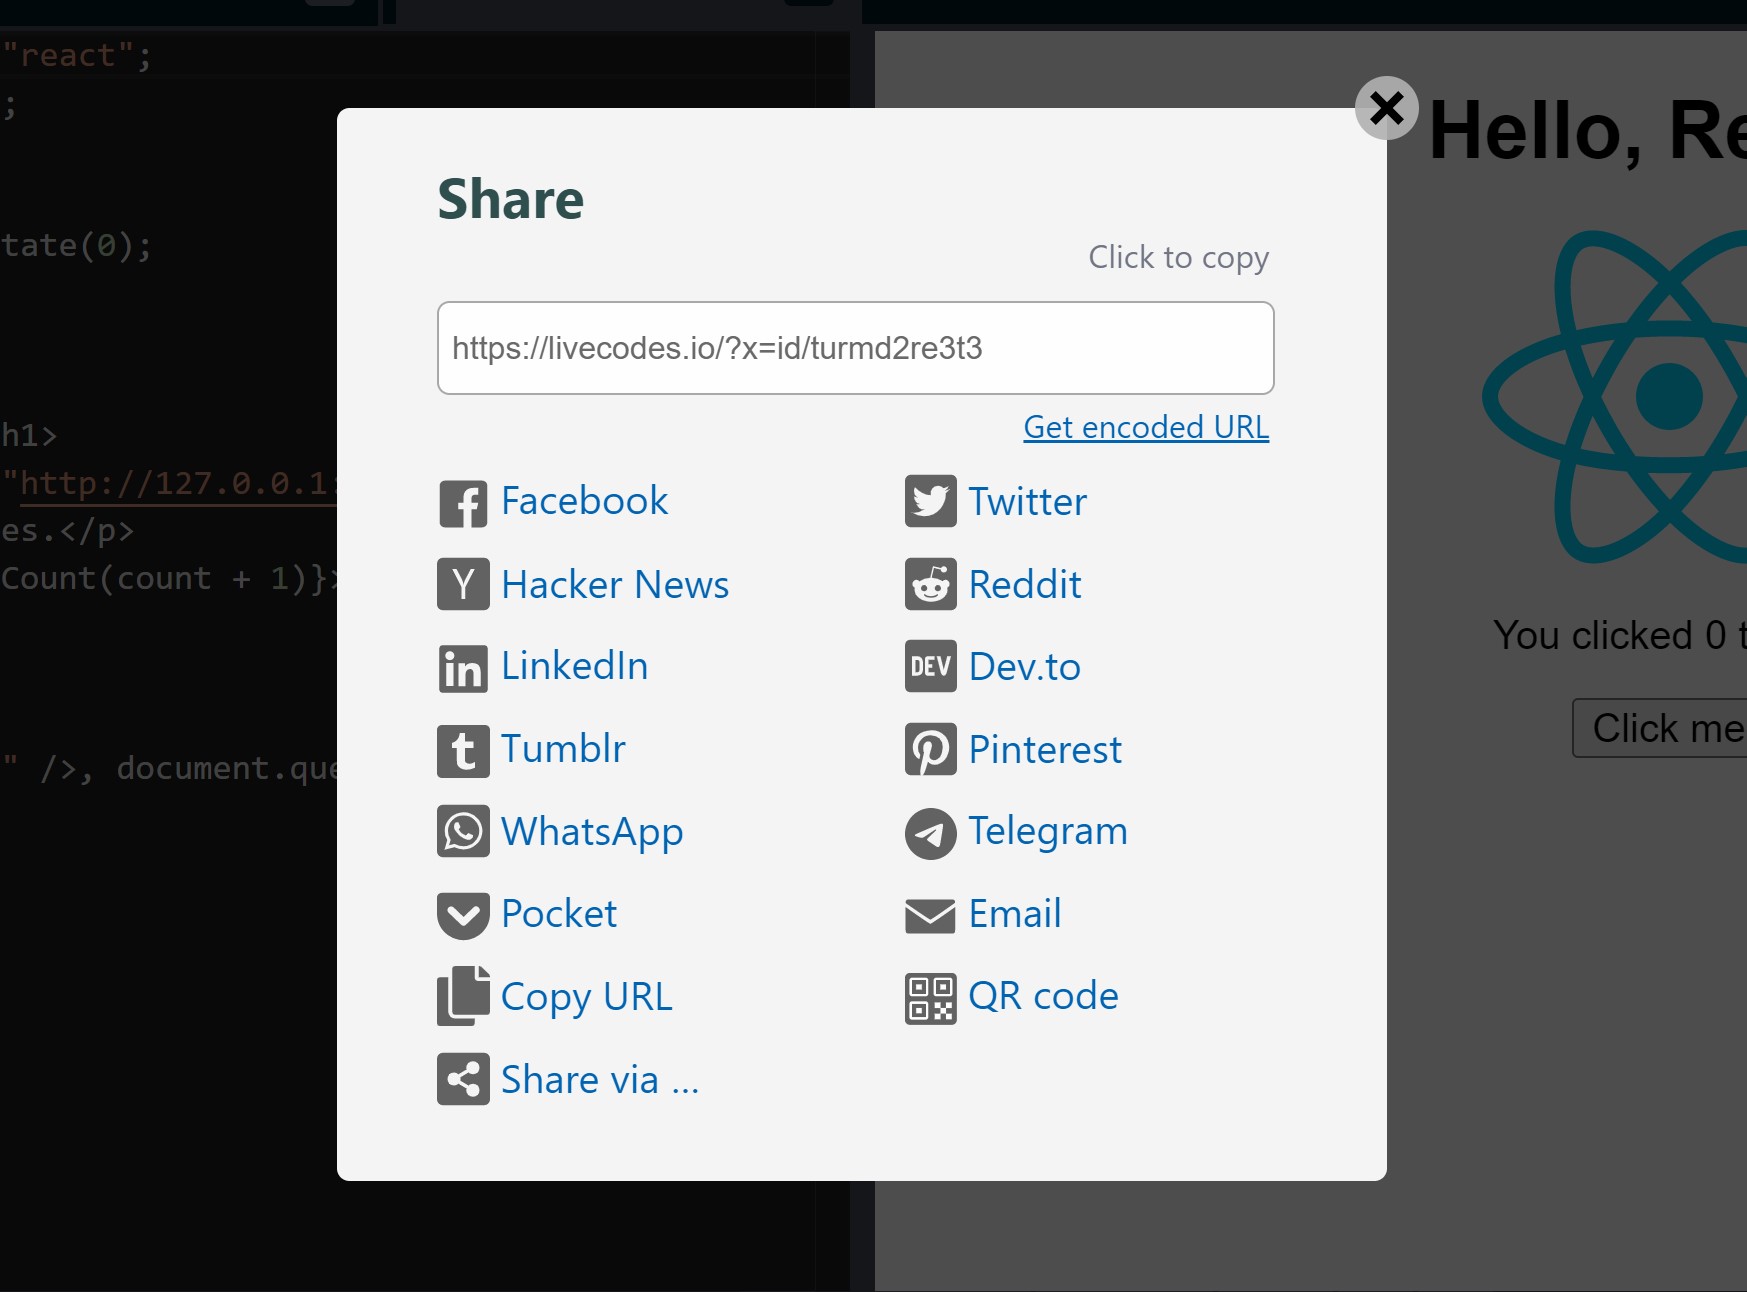 "react";
;
tate(0);
h1>
"http://127.0.0.1:
es.</p>
Count(count + 1)}>
" />, document.que
Hello, Re
You clicked 0 t
Click me
Share
Click to copy
https://livecodes.io/?x=id/turmd2re3t3
Get encoded URL
Facebook
Twitter
Y Hacker News
Reddit
in LinkedIn
DEV Dev.to
t Tumblr
Pinterest
WhatsApp
Telegram
Pocket
Email
Copy URL
QR code
Share via ...